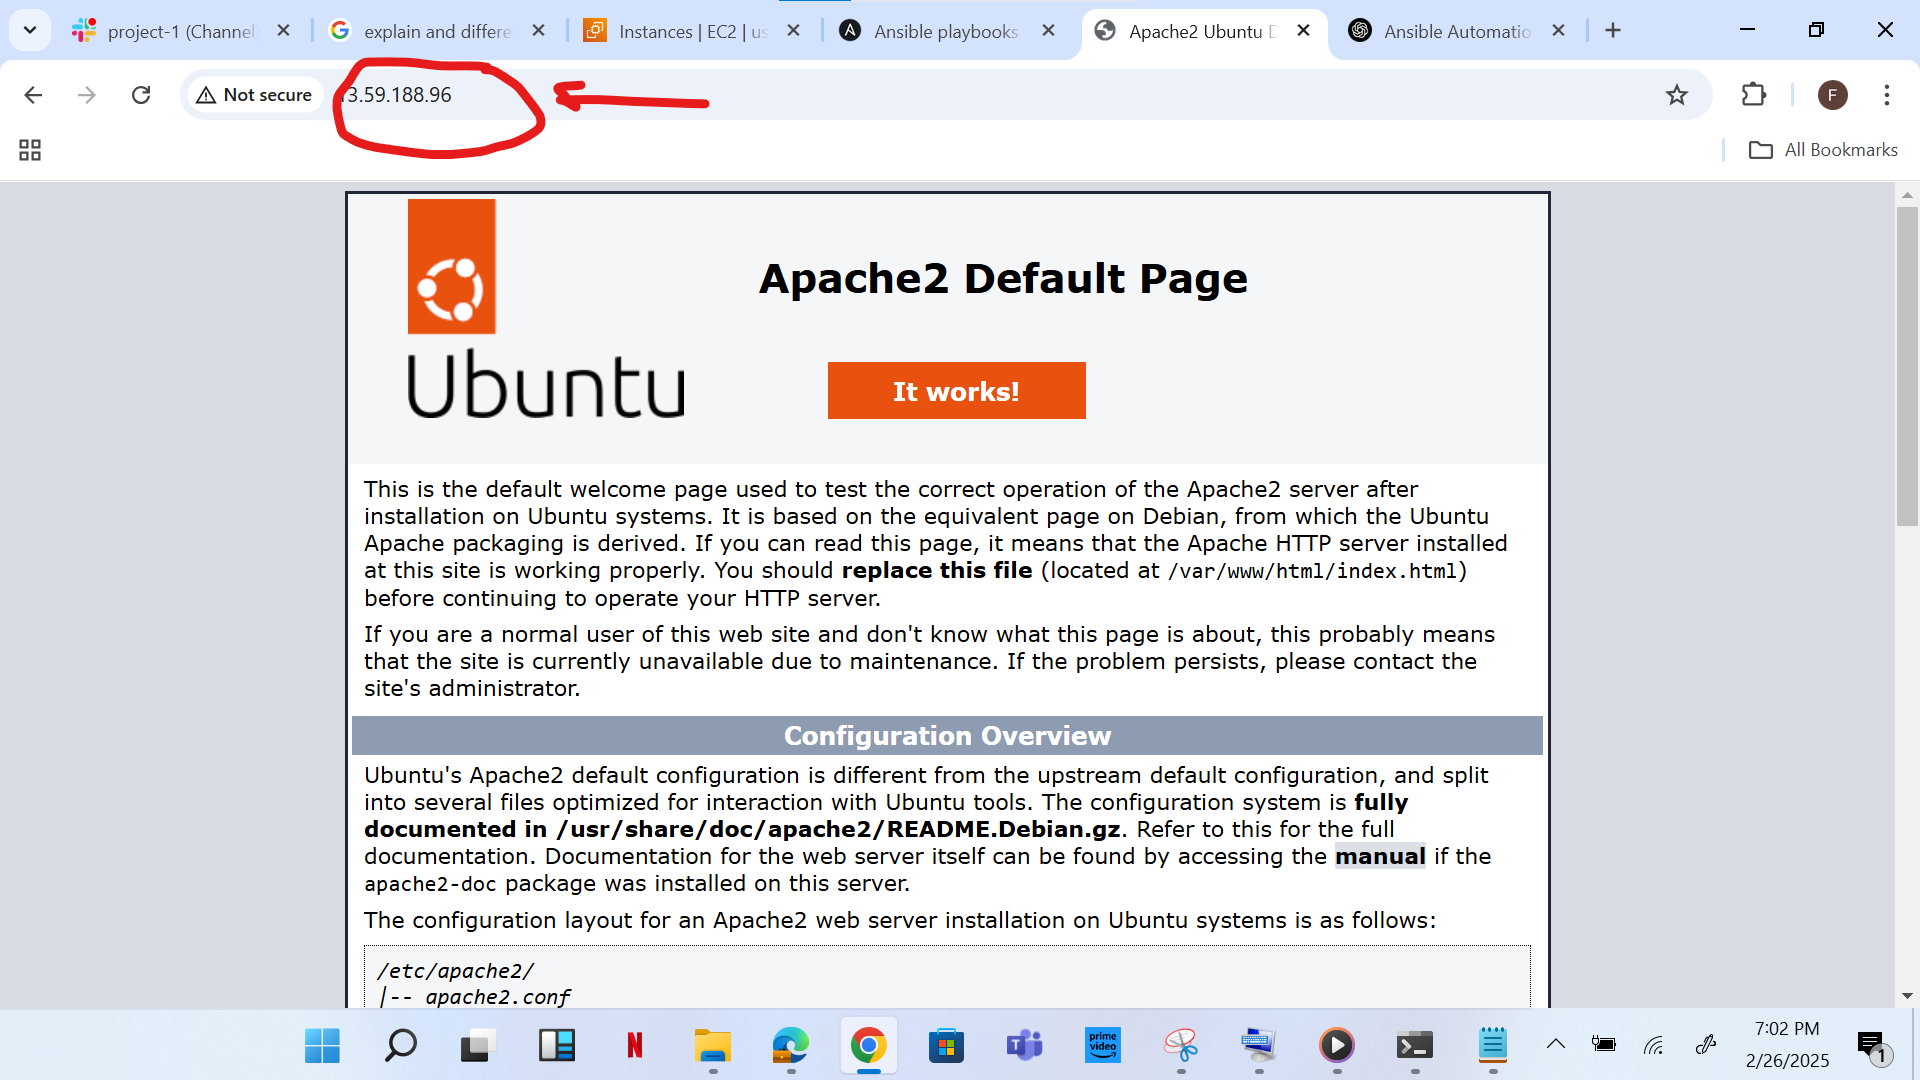 project-1 (Channel)
explain and differe
Instances | EC2 | us
Ansible playbooks
Apache2 Ubuntu D
Ansible Automatio
Not secure
3.59.188.96
F
All Bookmarks
Ubuntu
Apache2 Default Page
It works!
This is the default welcome page used to test the correct operation of the Apache2 server after
installation on Ubuntu systems. It is based on the equivalent page on Debian, from which the Ubuntu
Apache packaging is derived. If you can read this page, it means that the Apache HTTP server installed
at this site is working properly. You should replace this file (located at /var/www/html/index.html)
before continuing to operate your HTTP server.
If you are a normal user of this web site and don't know what this page is about, this probably means
that the site is currently unavailable due to maintenance. If the problem persists, please contact the
site's administrator.
Configuration Overview
Ubuntu's Apache2 default configuration is different from the upstream default configuration, and split
into several files optimized for interaction with Ubuntu tools. The configuration system is fully
documented in /usr/share/doc/apache2/README.Debian.gz. Refer to this for the full
documentation. Documentation for the web server itself can be found by accessing the manual if the
apache2-doc package was installed on this server.
The configuration layout for an Apache2 web server installation on Ubuntu systems is as follows:
/etc/apache2/
|-- apache2.conf
N
prime
video
7:02 PM
2/26/2025
1